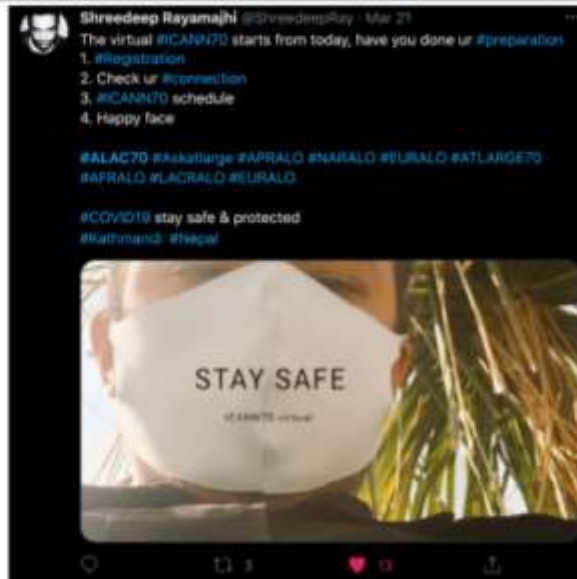 Shreedeep Rayamajhi @ShreedeepRay · Mar 21
The virtual #ICANN70 starts from today, have you done ur #preparation
1. #Registration
2. Check ur #connection
3. #ICANN70 schedule
4. Happy face
#ALAC70 #Askatlarge #APRALO #NARALO #EURALO #ATLARGE70
#AFRALO #LACRALO #EURALO
#COVID19 stay safe & protected
#Kathmandi #Nepal
STAY SAFE
ICANN70 virtual
3
13